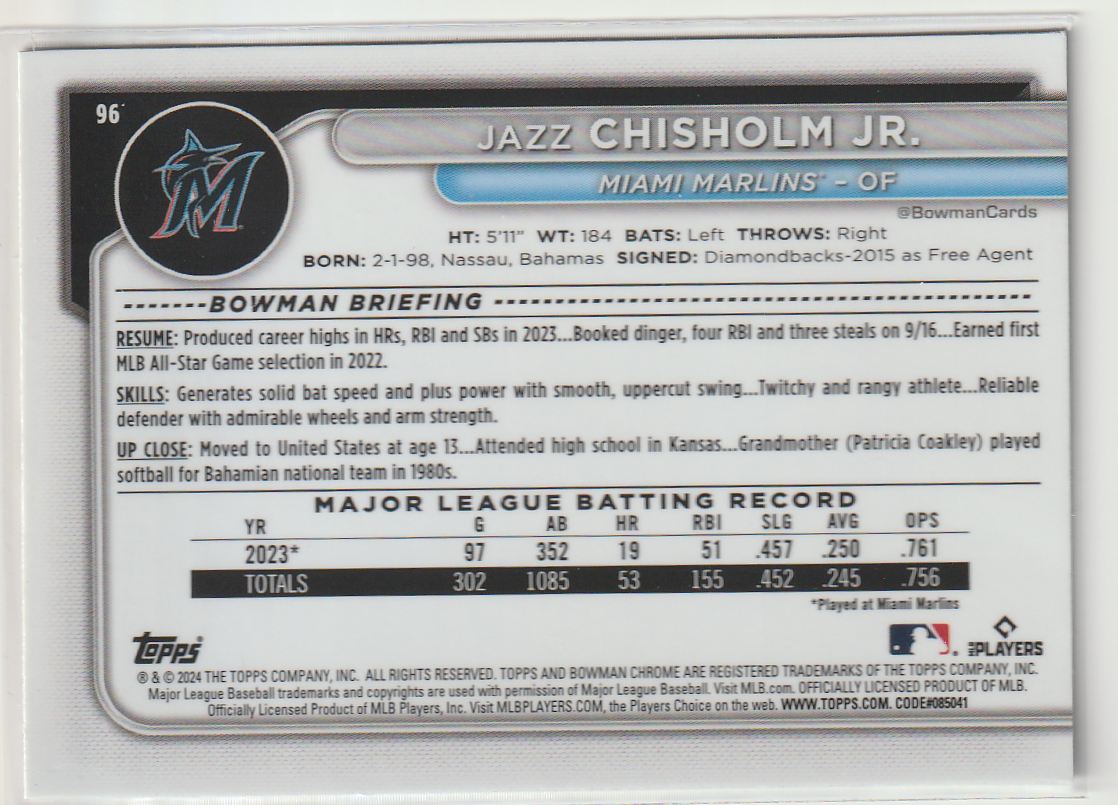 96
JAZZ CHISHOLM JR.
MIAMI MARLINS - OF
@BowmanCards
HT: 5'11" WT: 184 BATS: Left THROWS: Right
BORN: 2-1-98, Nassau, Bahamas SIGNED: Diamondbacks-2015 as Free Agent
BOWMAN BRIEFING
RESUME: Produced career highs in HRs, RBI and SBs in 2023...Booked dinger, four RBI and three steals on 9/16...Earned first
MLB All-Star Game selection in 2022.
SKILLS: Generates solid bat speed and plus power with smooth, uppercut swing...Twitchy and rangy athlete...Reliable
defender with admirable wheels and arm strength.
UP CLOSE: Moved to United States at age 13...Attended high school in Kansas...Grandmother (Patricia Coakley) played
softball for Bahamian national team in 1980s.
MAJOR LEAGUE BATTING RECORD
YR G AB HR RBI SLG AVG OPS
2023* 97 352 19 51 .457 .250 .761
TOTALS 302 1085 53 155 .452 .245 .756
*Played at Miami Marlins
Topps MLB PLAYERS
® & © 2024 THE TOPPS COMPANY, INC. ALL RIGHTS RESERVED. TOPPS AND BOWMAN CHROME ARE REGISTERED TRADEMARKS OF THE TOPPS COMPANY, INC.
Major League Baseball trademarks and copyrights are used with permission of Major League Baseball. Visit MLB.com. OFFICIALLY LICENSED PRODUCT OF MLB.
Officially Licensed Product of MLB Players, Inc. Visit MLBPLAYERS.COM, the Players Choice on the web. WWW.TOPPS.COM. CODE#085041